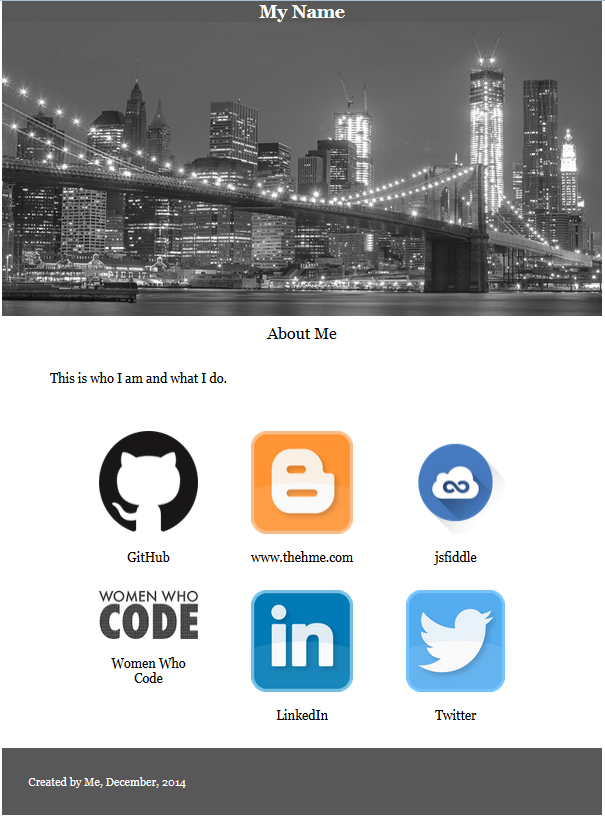 My Name
About Me
This is who I am and what I do.
GitHub
www.thehme.com
jsfiddle
WOMEN WHO
CODE
in
Women Who
Code
LinkedIn
Twitter
Created by Me, December, 2014